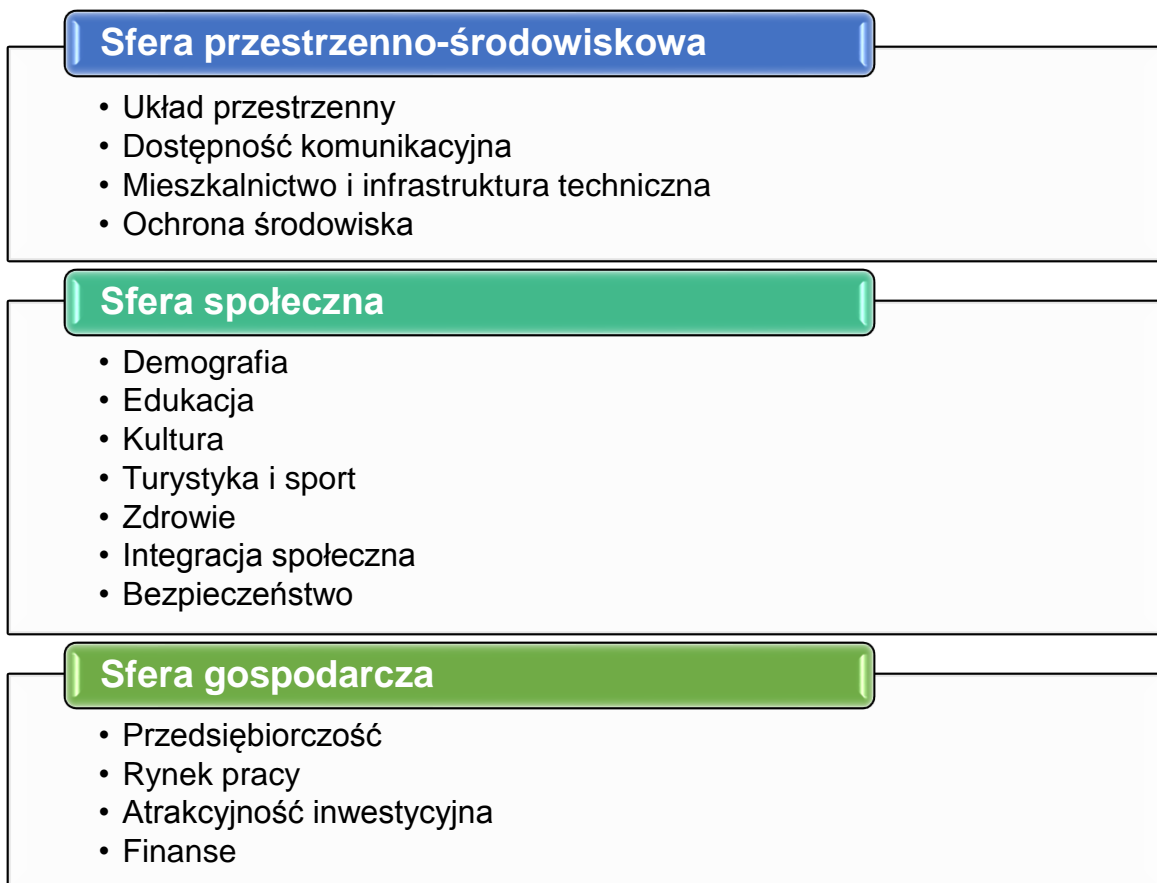 Sfera przestrzenno-środowiskowa
• Układ przestrzenny
• Dostępność komunikacyjna
• Mieszkalnictwo i infrastruktura techniczna
• Ochrona środowiska
Sfera społeczna
• Demografia
• Edukacja
• Kultura
• Turystyka i sport
• Zdrowie
• Integracja społeczna
• Bezpieczeństwo
Sfera gospodarcza
• Przedsiębiorczość
• Rynek pracy
• Atrakcyjność inwestycyjna
• Finanse